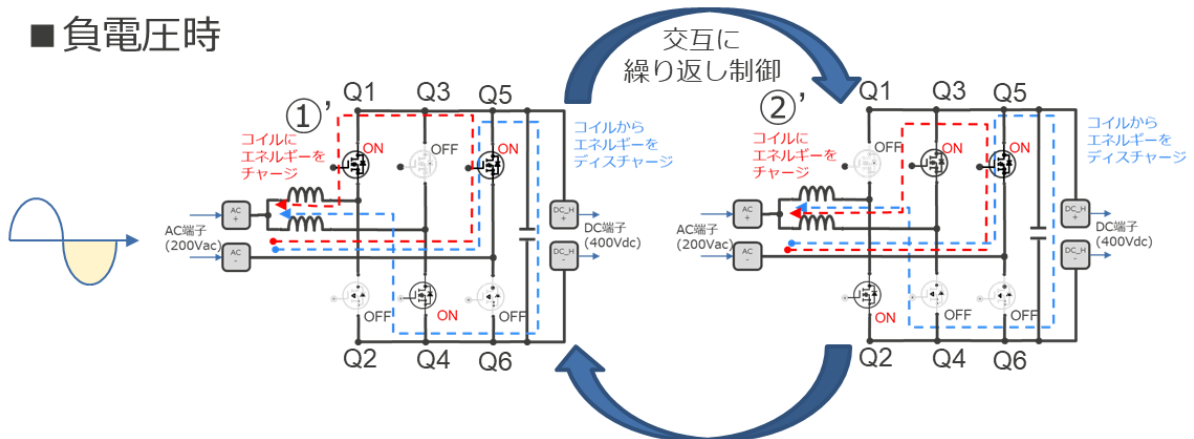 ■ 負電圧時
交互に
繰り返し制御
①’
Q1
Q3
Q5
コイルに
エネルギーを
チャージ
ON
OFF
ON
コイルから
エネルギーを
ディスチャージ
AC
+
AC端子
(200Vac)
AC
-
DC_H
+
DC端子
(400Vdc)
DC_H
-
OFF
ON
OFF
Q2
Q4
Q6
②’
Q1
Q3
Q5
コイルに
エネルギーを
チャージ
OFF
ON
ON
コイルから
エネルギーを
ディスチャージ
AC
+
AC端子
(200Vac)
AC
-
DC_H
+
DC端子
(400Vdc)
DC_H
-
ON
OFF
OFF
Q2
Q4
Q6